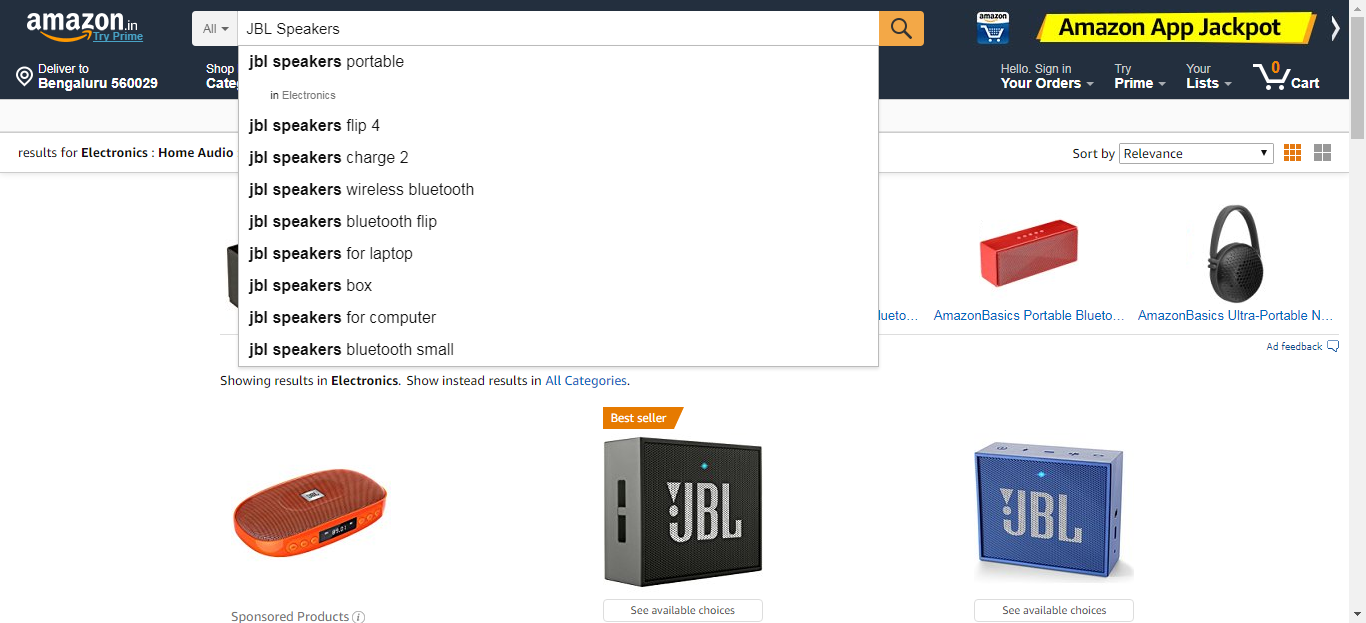 amazon.in
Try Prime
All
JBL Speakers
amazon
Amazon App Jackpot
Deliver to
Bengaluru 560029
Shop
Cate
Hello. Sign in
Your Orders
Try
Prime
Your
Lists
0
Cart
jbl speakers portable
in Electronics
jbl speakers flip 4
jbl speakers charge 2
jbl speakers wireless bluetooth
jbl speakers bluetooth flip
jbl speakers for laptop
jbl speakers box
jbl speakers for computer
jbl speakers bluetooth small
results for Electronics : Home Audio
Sort by Relevance
lueto...
AmazonBasics Portable Blueto...
AmazonBasics Ultra-Portable N...
Ad feedback
Showing results in Electronics. Show instead results in All Categories.
Best seller
JBL
JBL
JBL
Sponsored Products
See available choices
See available choices